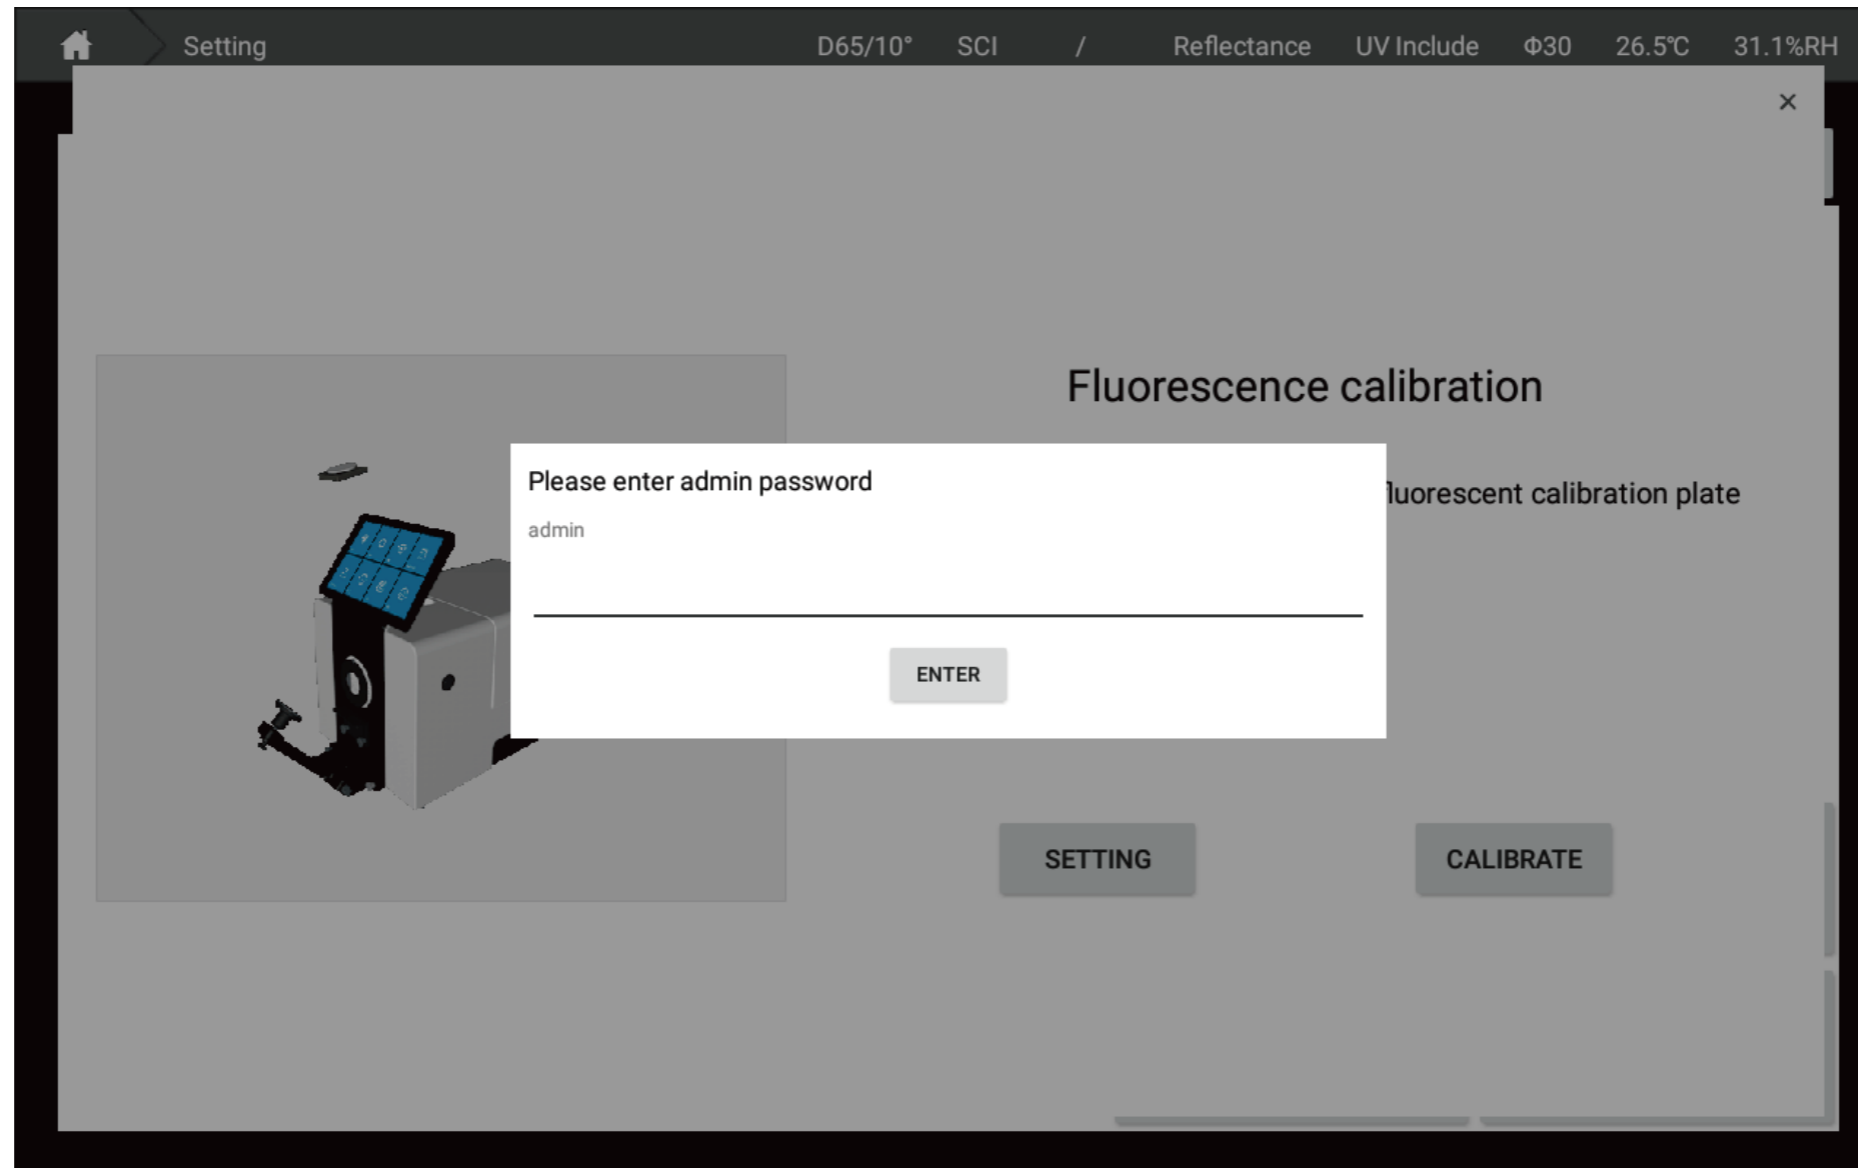 Setting D65/10° SCI / Reflectance UV Include Φ30 26.5℃ 31.1%RH
×
Fluorescence calibration
Please enter admin password
fluorescent calibration plate
admin
ENTER
SETTING CALIBRATE